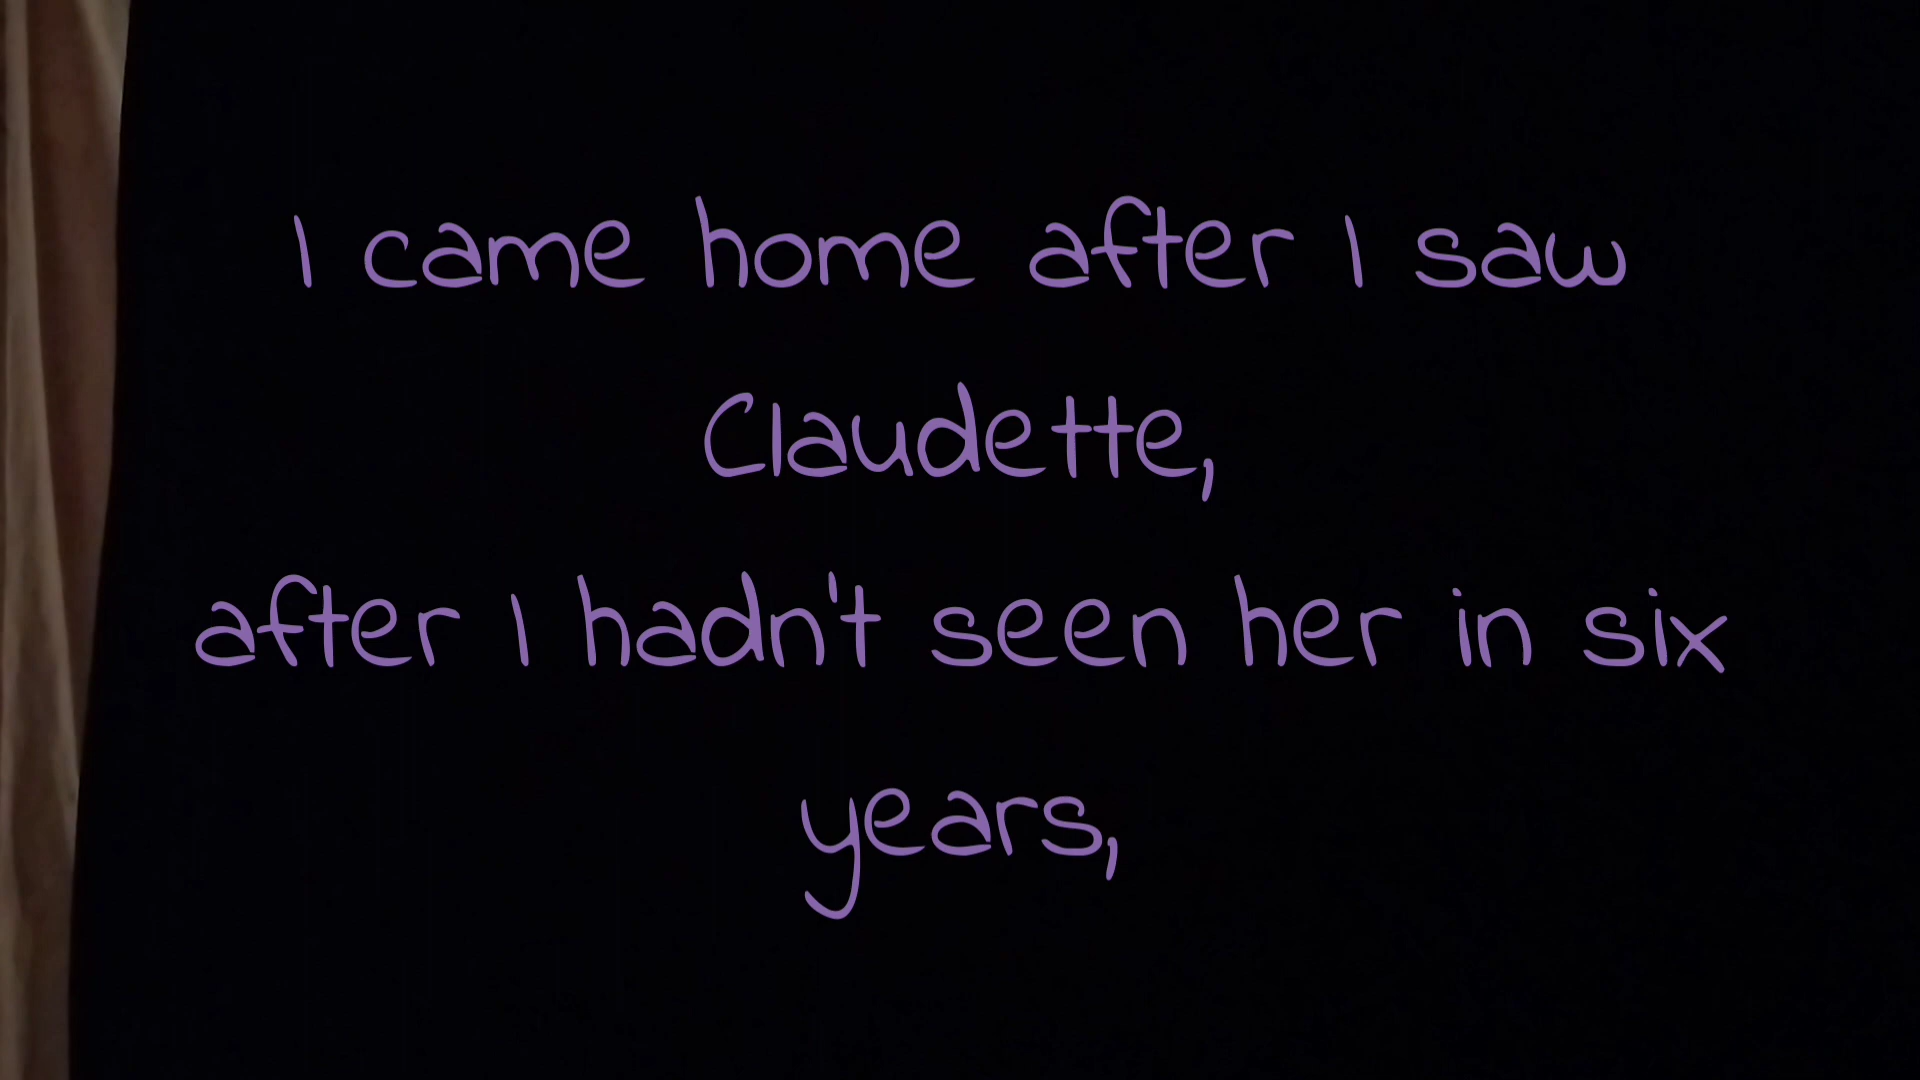 I came home after I saw
Claudette,
after I hadn't seen her in six
years,